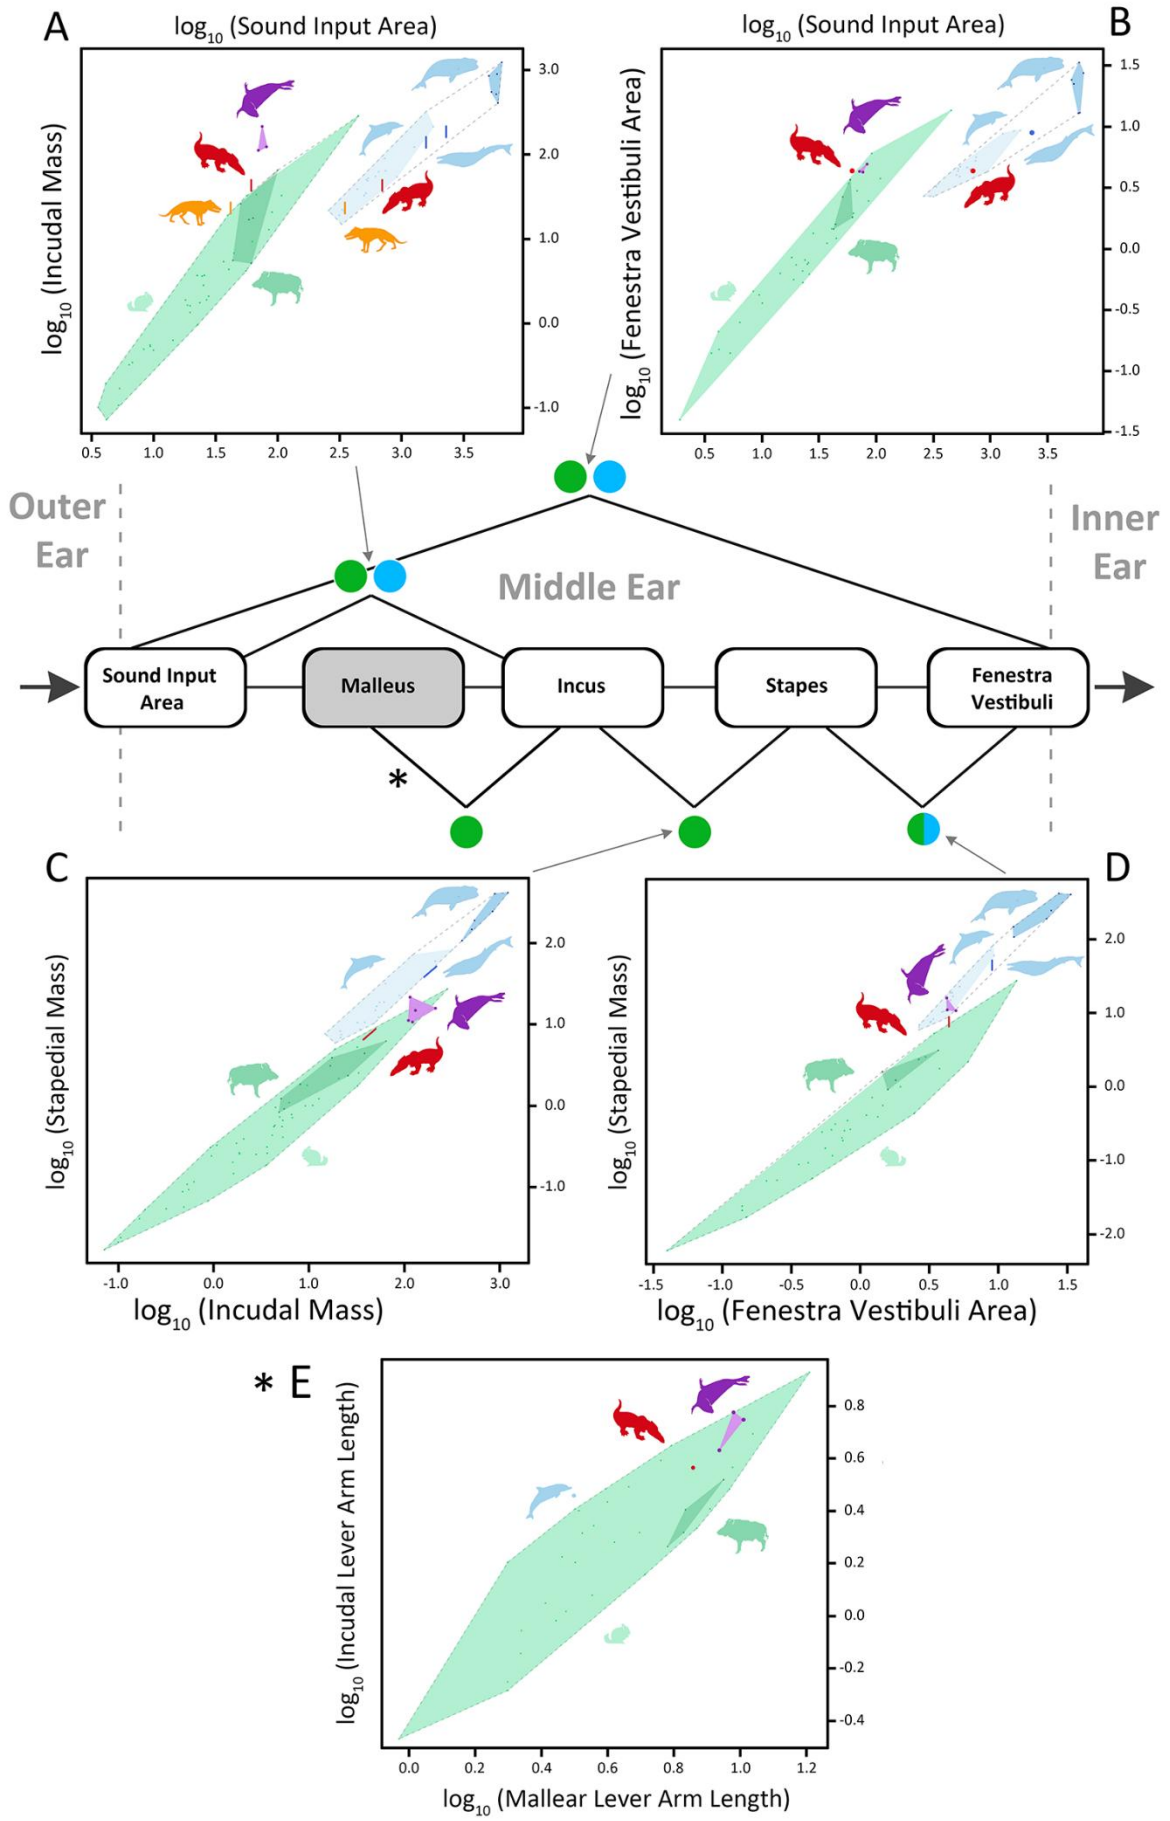 A
log10 (Sound Input Area)
log10 (Incudal Mass)
3.0
2.0
1.0
0.0
-1.0
0.5 1.0 1.5 2.0 2.5 3.0 3.5
log10 (Sound Input Area)
B
log10 (Fenestra Vestibuli Area)
1.5
1.0
0.5
0.0
-0.5
-1.0
-1.5
0.5 1.0 1.5 2.0 2.5 3.0 3.5
Outer
Ear
Middle Ear
Inner
Ear
Sound Input
Area
Malleus
Incus
Stapes
Fenestra
Vestibuli
*
C
log10 (Stapedial Mass)
2.0
1.0
0.0
-1.0
-1.0 0.0 1.0 2.0 3.0
log10 (Incudal Mass)
D
log10 (Stapedial Mass)
2.0
1.0
0.0
-1.0
-2.0
-1.5 -1.0 -0.5 0.0 0.5 1.0 1.5
log10 (Fenestra Vestibuli Area)
* E
log10 (Incudal Lever Arm Length)
0.8
0.6
0.4
0.2
0.0
-0.2
-0.4
0.0 0.2 0.4 0.6 0.8 1.0 1.2
log10 (Mallear Lever Arm Length)